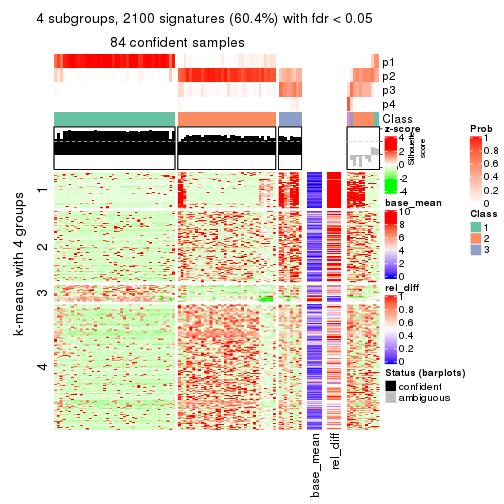 4 subgroups, 2100 signatures (60.4%) with fdr < 0.05
84 confident samples
p1
p2
p3
p4
Class
Silhouette
score
k-means with 4 groups
1
2
3
4
base_mean
rel_diff
z-score
4
2
0
-2
-4
base_mean
10
8
6
4
2
0
rel_diff
1
0.8
0.6
0.4
0.2
0
Status (barplots)
confident
ambiguous
Prob
1
0.8
0.6
0.4
0.2
0
Class
1
2
3